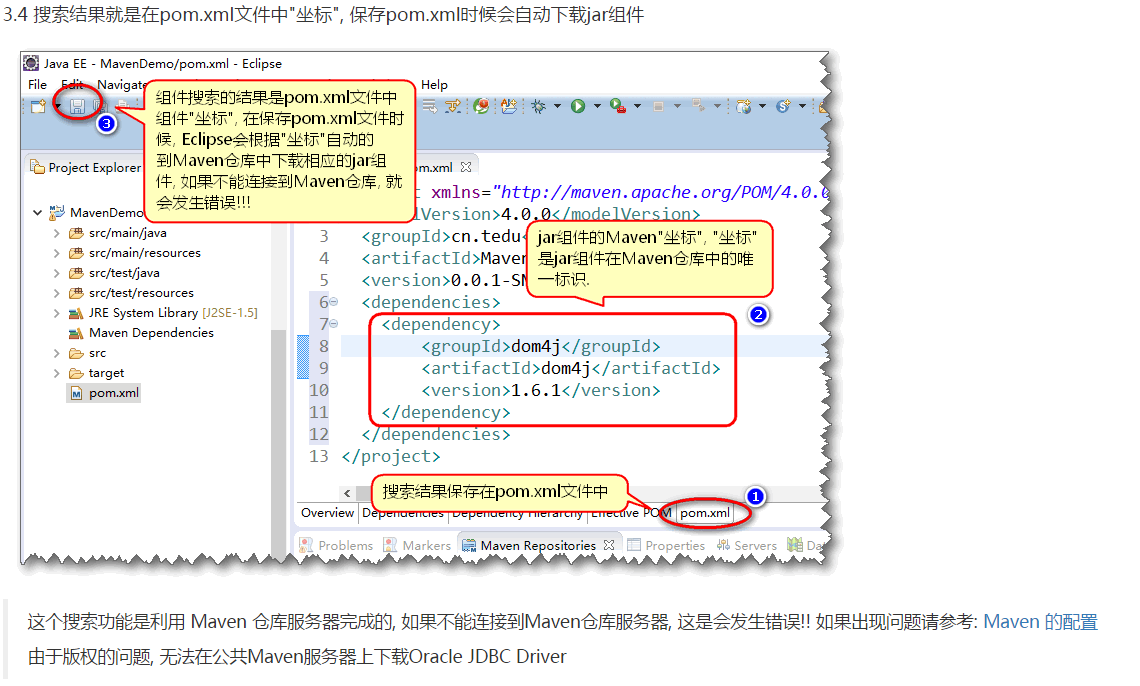 3.4 搜索结果就是在pom.xml文件中"坐标", 保存pom.xml时候会自动下载jar组件
Java EE - MavenDemo/pom.xml - Eclipse
File Edit Navigate Help
组件搜索的结果是pom.xml文件中
组件"坐标", 在保存pom.xml文件时
候, Eclipse会根据"坐标"自动的
到Maven仓库中下载相应的jar组
件, 如果不能连接到Maven仓库, 就
会发生错误!!!
3
Project Explorer
MavenDemo
src/main/java
src/main/resources
src/test/java
src/test/resources
JRE System Library [J2SE-1.5]
Maven Dependencies
src
target
pom.xml
om.xml
xmlns="http://maven.apache.org/POM/4.0.0
lVersion>4.0.0</modelVersion>
3 <groupId>cn.tedu
4 <artifactId>Maven
5 <version>0.0.1-SN
6 <dependencies>
7 <dependency>
8 <groupId>dom4j</groupId>
9 <artifactId>dom4j</artifactId>
10 <version>1.6.1</version>
11 </dependency>
12 </dependencies>
13 </project>
jar组件的Maven"坐标", "坐标"
是jar组件在Maven仓库中的唯
一标识.
2
搜索结果保存在pom.xml文件中
1
Overview Dependencies Dependency Hierarchy Effective POM pom.xml
Problems Markers Maven Repositories Properties Servers Da
这个搜索功能是利用 Maven 仓库服务器完成的, 如果不能连接到Maven仓库服务器, 这是会发生错误!! 如果出现问题请参考: Maven 的配置
由于版权的问题, 无法在公共Maven服务器上下载Oracle JDBC Driver